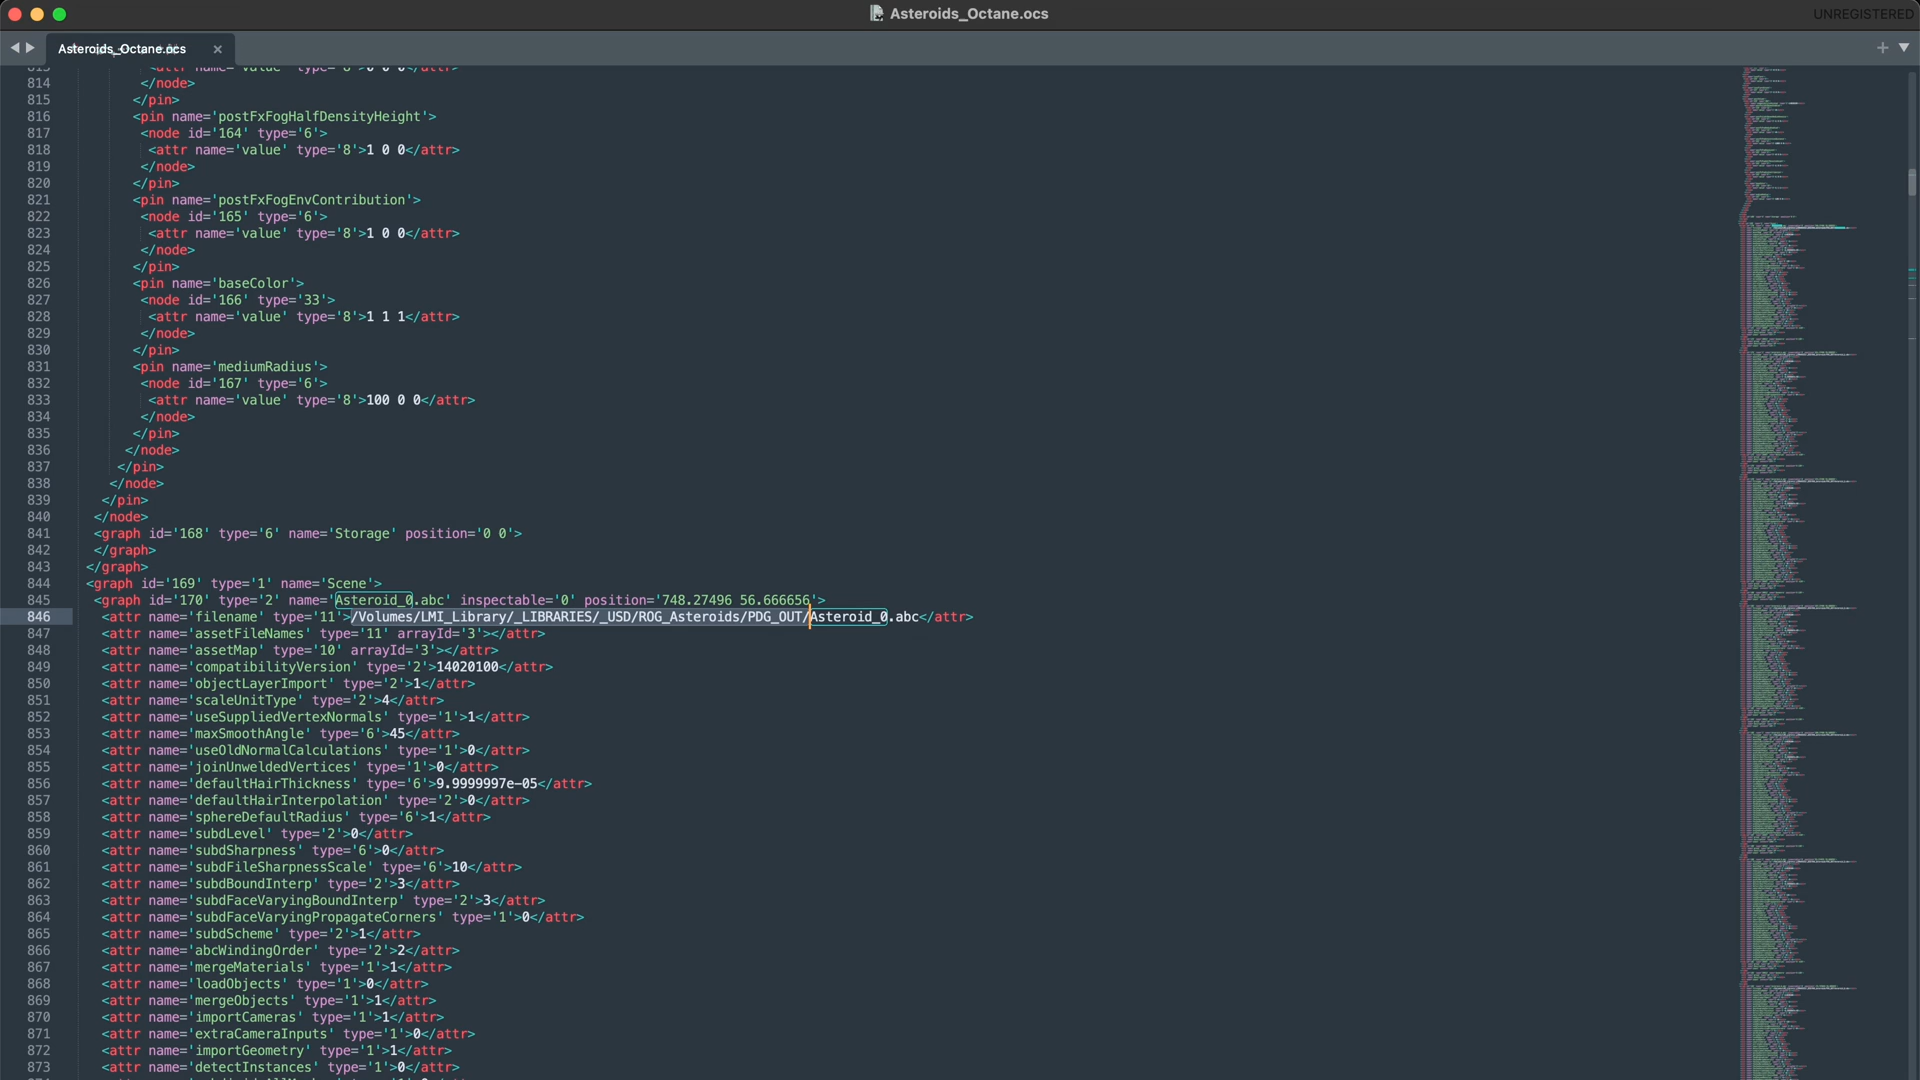 Asteroids_Octane.ocs
UNREGISTERED
Asteroids_Octane.ocs
814 </node>
815 </pin>
816 <pin name='postFxFogHalfDensityHeight'>
817 <node id='164' type='6'>
818 <attr name='value' type='8'>1 0 0</attr>
819 </node>
820 </pin>
821 <pin name='postFxFogEnvContribution'>
822 <node id='165' type='6'>
823 <attr name='value' type='8'>1 0 0</attr>
824 </node>
825 </pin>
826 <pin name='baseColor'>
827 <node id='166' type='33'>
828 <attr name='value' type='8'>1 1 1</attr>
829 </node>
830 </pin>
831 <pin name='mediumRadius'>
832 <node id='167' type='6'>
833 <attr name='value' type='8'>100 0 0</attr>
834 </node>
835 </pin>
836 </node>
837 </pin>
838 </node>
839 </pin>
840 </node>
841 <graph id='168' type='6' name='Storage' position='0 0'>
842 </graph>
843 </graph>
844 <graph id='169' type='1' name='Scene'>
845 <graph id='170' type='2' name='Asteroid_0.abc' inspectable='0' position='748.27496 56.666656'>
846 <attr name='filename' type='11'>/Volumes/LMI_Library/_LIBRARIES/_USD/ROG_Asteroids/PDG_OUT/Asteroid_0.abc</attr>
847 <attr name='assetFileNames' type='11' arrayId='3'></attr>
848 <attr name='assetMap' type='10' arrayId='3'></attr>
849 <attr name='compatibilityVersion' type='2'>14020100</attr>
850 <attr name='objectLayerImport' type='2'>1</attr>
851 <attr name='scaleUnitType' type='2'>4</attr>
852 <attr name='useSuppliedVertexNormals' type='1'>1</attr>
853 <attr name='maxSmoothAngle' type='6'>45</attr>
854 <attr name='useOldNormalCalculations' type='1'>0</attr>
855 <attr name='joinUnweldedVertices' type='1'>0</attr>
856 <attr name='defaultHairThickness' type='6'>9.9999997e-05</attr>
857 <attr name='defaultHairInterpolation' type='2'>0</attr>
858 <attr name='sphereDefaultRadius' type='6'>1</attr>
859 <attr name='subdLevel' type='2'>0</attr>
860 <attr name='subdSharpness' type='6'>0</attr>
861 <attr name='subdFileSharpnessScale' type='6'>10</attr>
862 <attr name='subdBoundInterp' type='2'>3</attr>
863 <attr name='subdFaceVaryingBoundInterp' type='2'>3</attr>
864 <attr name='subdFaceVaryingPropagateCorners' type='1'>0</attr>
865 <attr name='subdScheme' type='2'>1</attr>
866 <attr name='abcWindingOrder' type='2'>2</attr>
867 <attr name='mergeMaterials' type='1'>1</attr>
868 <attr name='loadObjects' type='1'>0</attr>
869 <attr name='mergeObjects' type='1'>1</attr>
870 <attr name='importCameras' type='1'>1</attr>
871 <attr name='extraCameraInputs' type='1'>0</attr>
872 <attr name='importGeometry' type='1'>1</attr>
873 <attr name='detectInstances' type='1'>0</attr>